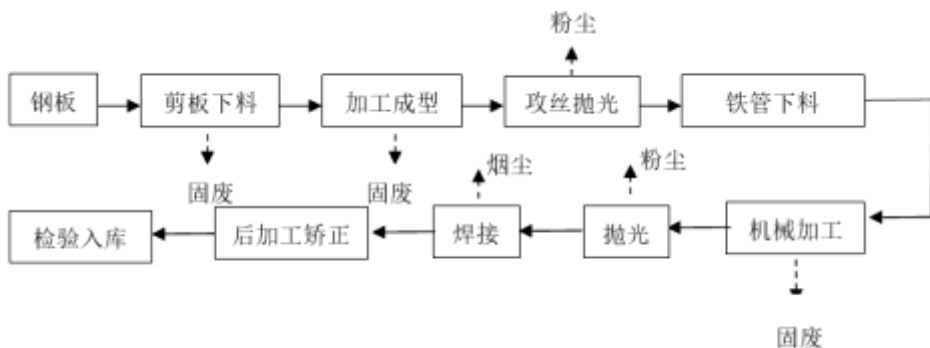 粉尘
钢板
剪板下料
加工成型
攻丝抛光
铁管下料
固废
固废
烟尘
粉尘
检验入库
后加工矫正
焊接
抛光
机械加工
固废